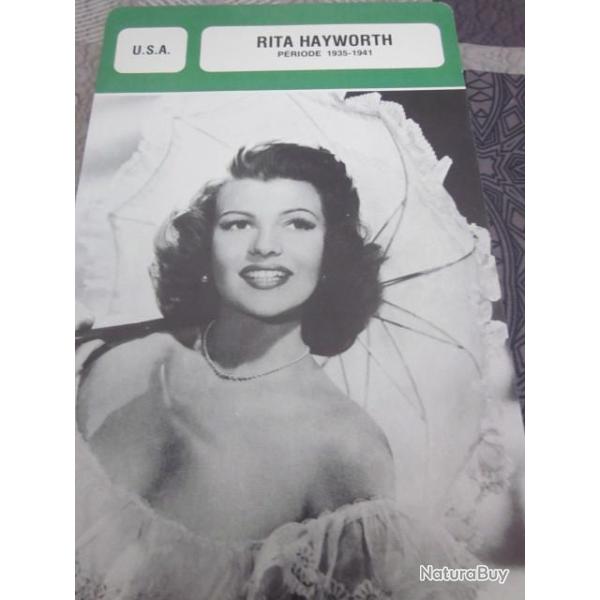 U.S.A.
RITA HAYWORTH
PÉRIODE 1935-1941
NaturaBuy